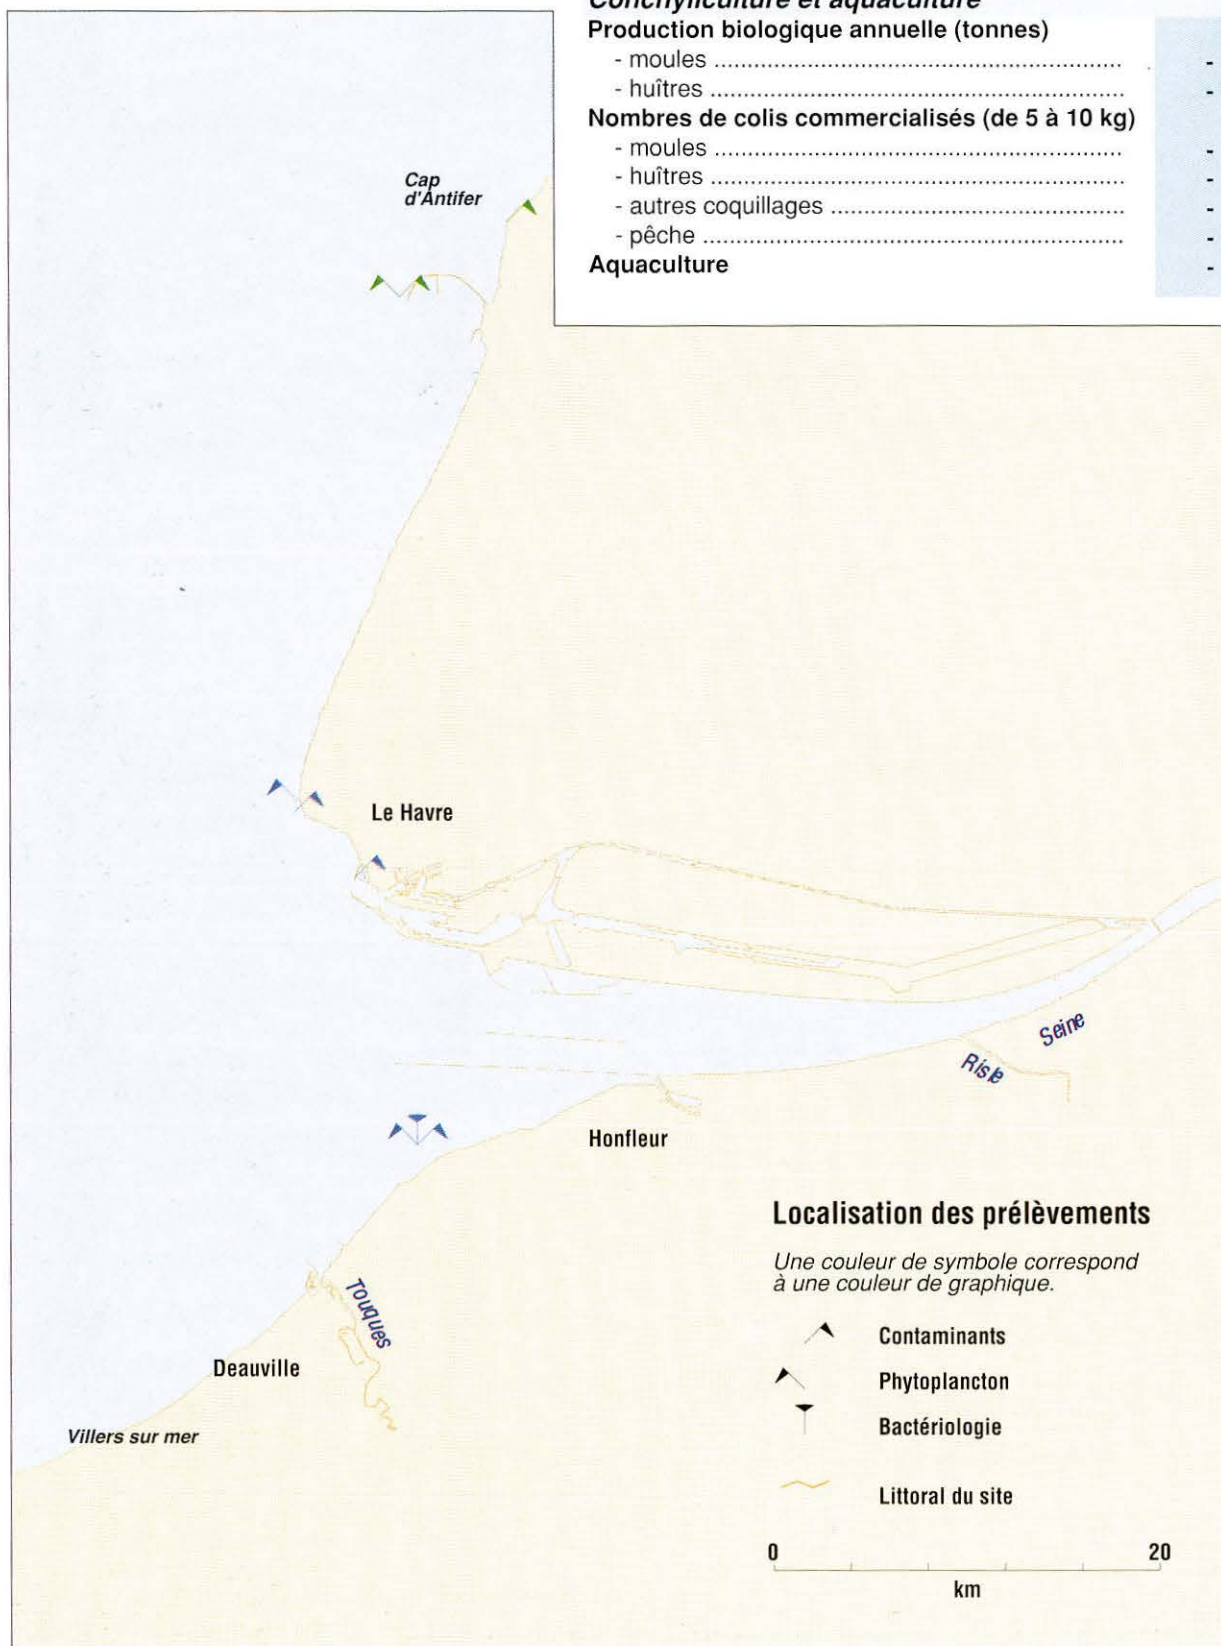 Conchyliculture et aquaculture
Production biologique annuelle (tonnes)
- moules ............................................................. -
- huîtres ............................................................. -
Nombres de colis commercialisés (de 5 à 10 kg)
- moules ............................................................. -
- huîtres ............................................................. -
- autres coquillages ............................................ -
- pêche ............................................................... -
Aquaculture -
Cap
d'Antifer
Le Havre
Seine
Risle
Honfleur
Touques
Deauville
Villers sur mer
Localisation des prélèvements
Une couleur de symbole correspond
à une couleur de graphique.
Contaminants
Phytoplancton
Bactériologie
Littoral du site
0 20
km